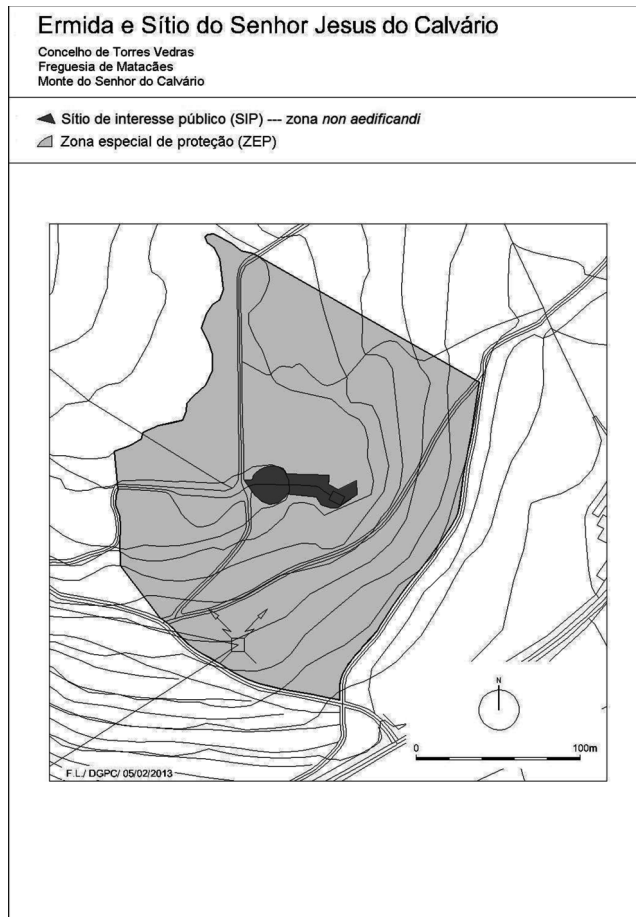 Ermida e Sítio do Senhor Jesus do Calvário
Concelho de Torres Vedras
Freguesia de Matacães
Monte do Senhor do Calvário
Sítio de interesse público (SIP) --- zona non aedificandi
Zona especial de proteção (ZEP)
N
0 100m
F.L./ DGPC/ 05/02/2013